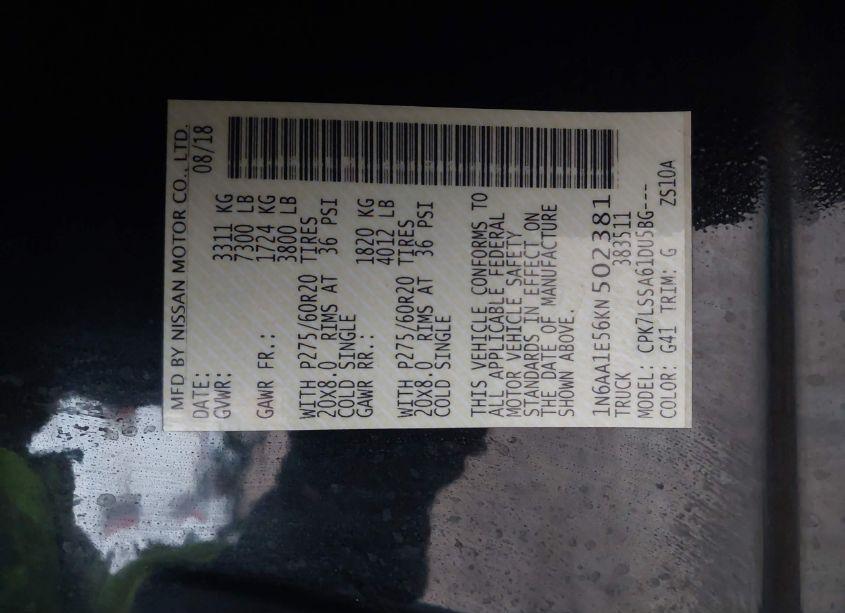 MFD BY NISSAN MOTOR CO., LTD.
DATE: 08/18
GVWR: 3311 KG
7300 LB
GAWR FR.: 1724 KG
3800 LB
WITH P275/60R20 TIRES
20X8.0 RIMS AT 36 PSI
COLD SINGLE
GAWR RR.: 1820 KG
4012 LB
WITH P275/60R20 TIRES
20X8.0 RIMS AT 36 PSI
COLD SINGLE
THIS VEHICLE CONFORMS TO
ALL APPLICABLE FEDERAL
MOTOR VEHICLE SAFETY
STANDARDS IN EFFECT ON
THE DATE OF MANUFACTURE
SHOWN ABOVE.
1N6AA1E56KN502381
TRUCK 383511
MODEL: CPK/LSSA61DU5BG---
COLOR: G41 TRIM: G ZS10A